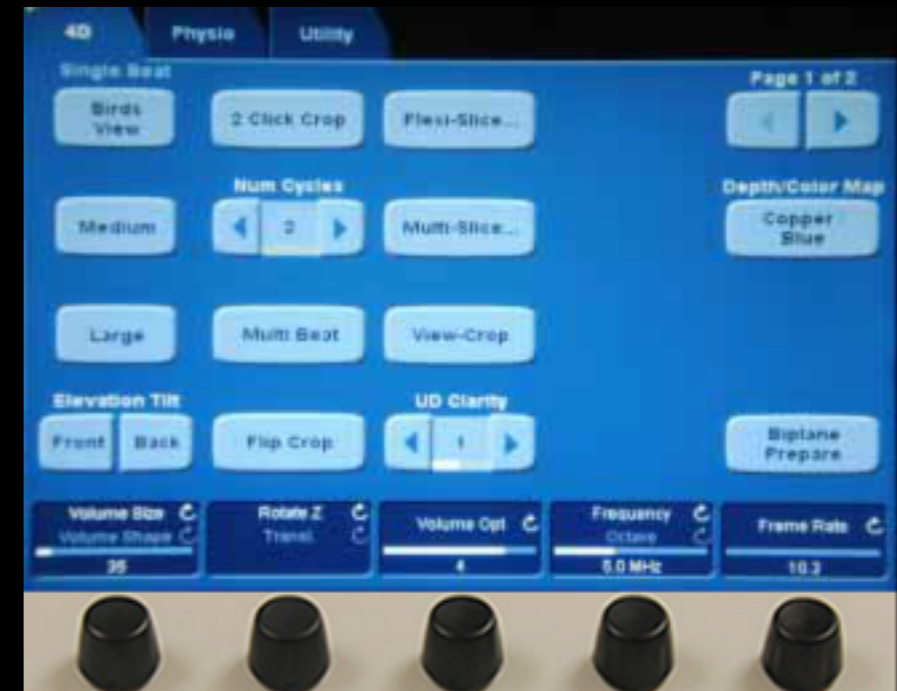 4D Physio Utility
Single Beat
Page 1 of 2
Birds
View
2 Click Crop
Flexi-Slice...
Num Cycles
Depth/Color Map
Medium
2
Multi-Slice...
Copper
Blue
Large
Multi Beat
View-Crop
Elevation Tilt
UD Clarity
Front
Back
Flip Crop
1
Biplane
Prepare
Volume Size
Volume Shape
35
Rotate Z
Transl.
Volume Opt
4
Frequency
Octave
5.0 MHz
Frame Rate
10.3